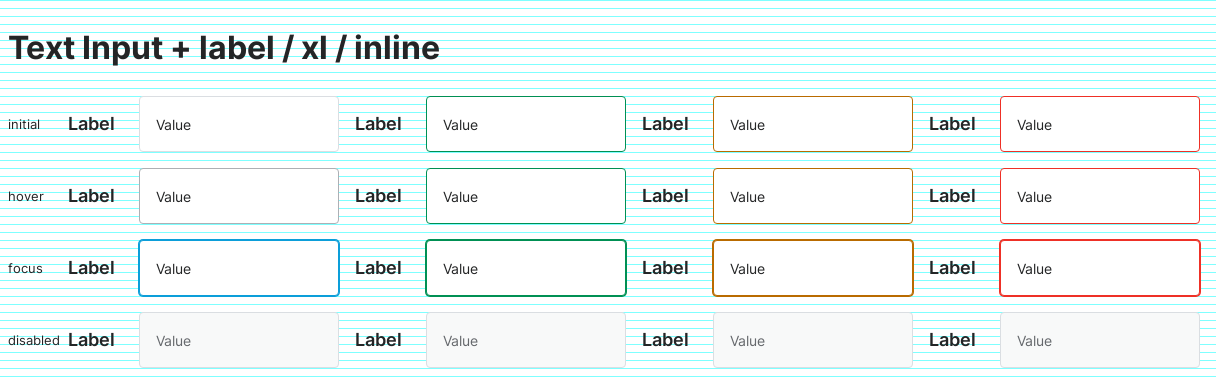 Text Input + label / xl / inline
initial Label Value Label Value Label Value Label Value
hover Label Value Label Value Label Value Label Value
focus Label Value Label Value Label Value Label Value
disabled Label Value Label Value Label Value Label Value